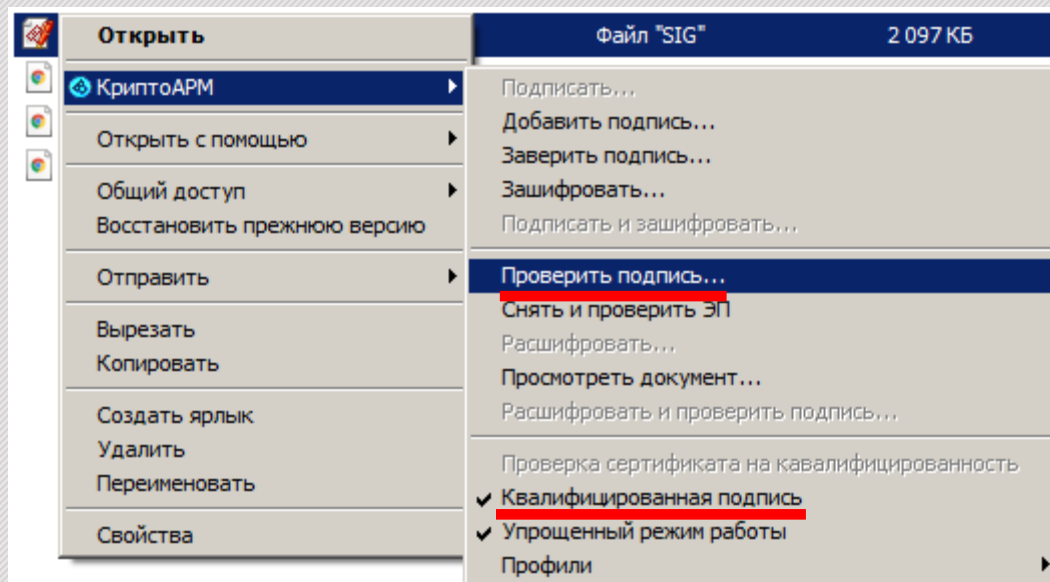 Открыть
Файл "SIG" 2 097 КБ
КриптоАРМ
Открыть с помощью
Общий доступ
Восстановить прежнюю версию
Отправить
Вырезать
Копировать
Создать ярлык
Удалить
Переименовать
Свойства
Подписать...
Добавить подпись...
Заверить подпись...
Зашифровать...
Подписать и зашифровать...
Проверить подпись...
Снять и проверить ЭП
Расшифровать...
Просмотреть документ...
Расшифровать и проверить подпись...
Проверка сертификата на кавалифицированность
Квалифицированная подпись
Упрощенный режим работы
Профили